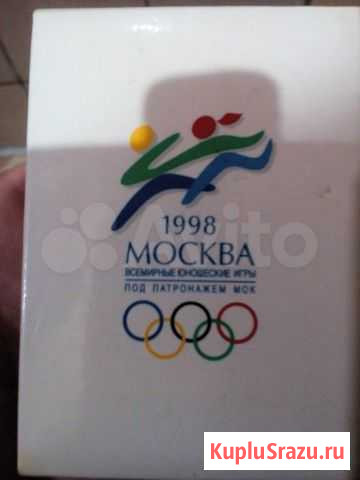 1998
МОСКВА
ВСЕМИРНЫЕ ЮНОШЕСКИЕ ИГРЫ
ПОД ПАТРОНАЖЕМ МОК
Avito
KupluSrazu.ru